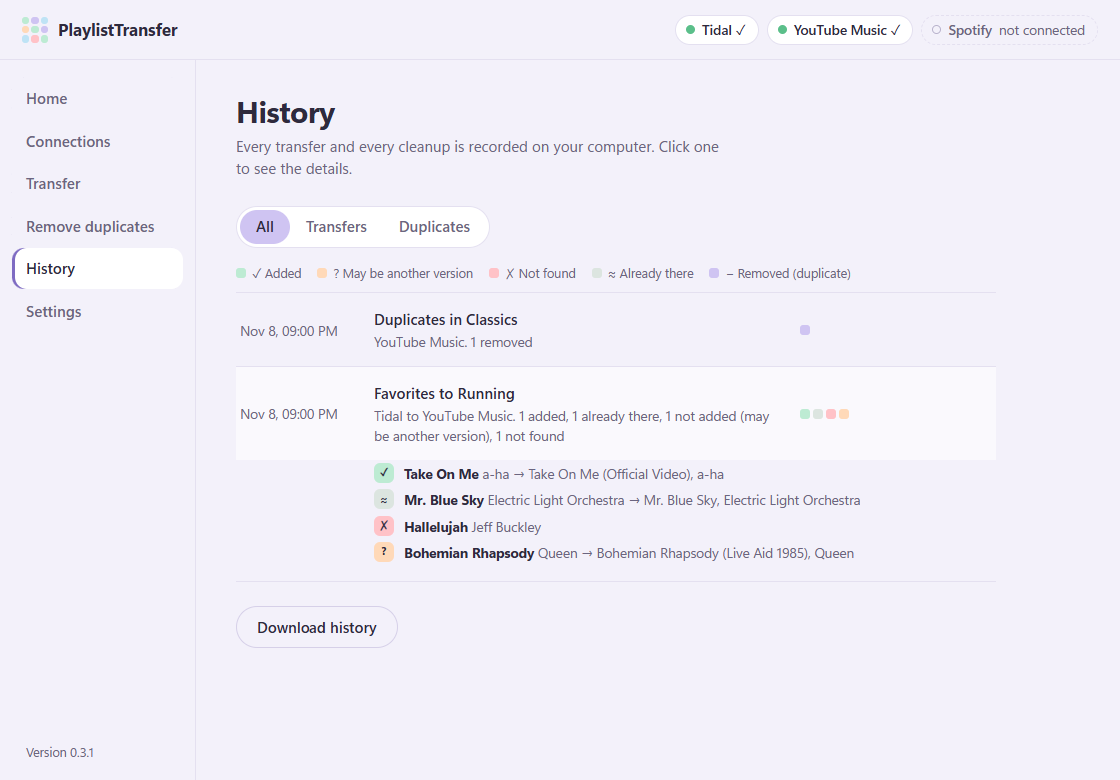 PlaylistTransfer
Tidal ✓
YouTube Music ✓
Spotify not connected
Home
Connections
Transfer
Remove duplicates
History
Settings
Version 0.3.1
History
Every transfer and every cleanup is recorded on your computer. Click one
to see the details.
All
Transfers
Duplicates
✓ Added
? May be another version
✗ Not found
≈ Already there
− Removed (duplicate)
Nov 8, 09:00 PM
Duplicates in Classics
YouTube Music. 1 removed
Nov 8, 09:00 PM
Favorites to Running
Tidal to YouTube Music. 1 added, 1 already there, 1 not added (may
be another version), 1 not found
✓ Take On Me a-ha → Take On Me (Official Video), a-ha
≈ Mr. Blue Sky Electric Light Orchestra → Mr. Blue Sky, Electric Light Orchestra
✗ Hallelujah Jeff Buckley
? Bohemian Rhapsody Queen → Bohemian Rhapsody (Live Aid 1985), Queen
Download history